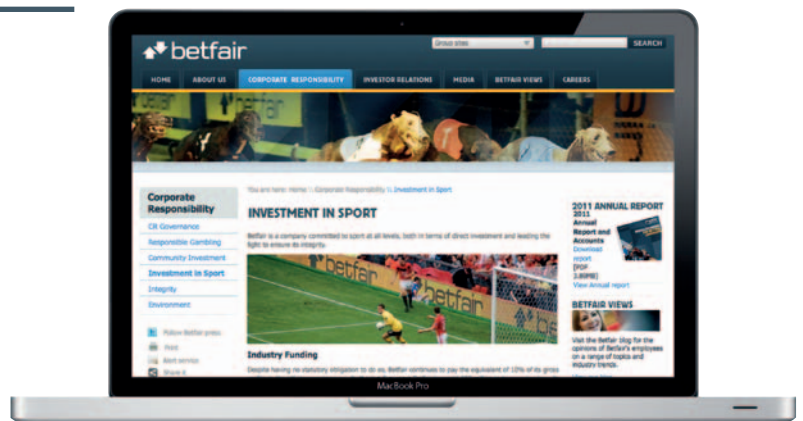 betfair
Group sites
SEARCH
HOME
ABOUT US
CORPORATE RESPONSIBILITY
INVESTOR RELATIONS
MEDIA
BETFAIR VIEWS
CAREERS
Corporate
Responsibility
CR Governance
Responsible Gambling
Community Investment
Investment in Sport
Integrity
Environment
Follow Betfair press
Print
Alert service
Share it
You are here: Home \\ Corporate Responsibility \\ Investment in Sport
INVESTMENT IN SPORT
Betfair is a company committed to sport at all levels, both in terms of direct investment and leading the
fight to ensure its integrity.
betfair
betfair
Industry Funding
Despite having no statutory obligation to do so, Betfair continues to pay the equivalent of 10% of its gross
2011 ANNUAL REPORT
2011
Annual
Report and
Accounts
Download
report
[PDF
3.80MB]
View Annual report
BETFAIR VIEWS
Visit the Betfair blog for the
opinions of Betfair's employees
on a range of topics and
industry trends.
MacBook Pro